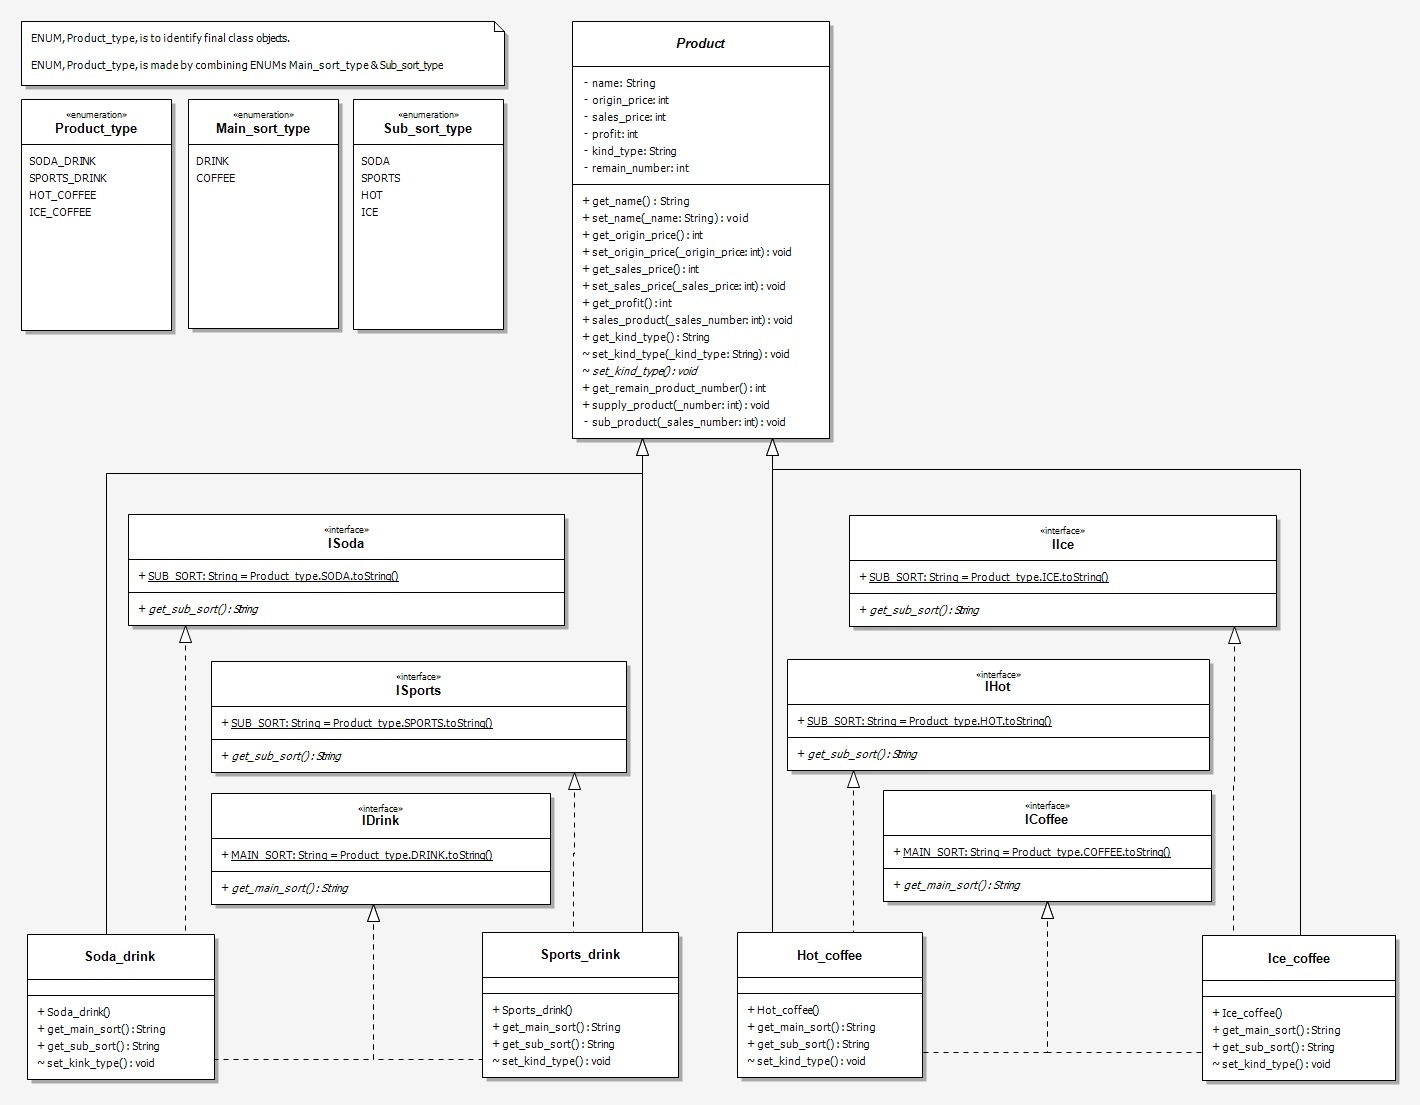 ENUM, Product_type, is to identify final class objects.
ENUM, Product_type, is made by combining ENUMs Main_sort_type & Sub_sort_type
«enumeration»
Product_type
SODA_DRINK
SPORTS_DRINK
HOT_COFFEE
ICE_COFFEE
«enumeration»
Main_sort_type
DRINK
COFFEE
«enumeration»
Sub_sort_type
SODA
SPORTS
HOT
ICE
Product
- name: String
- origin_price: int
- sales_price: int
- profit: int
- kind_type: String
- remain_number: int
+ get_name() : String
+ set_name(_name: String) : void
+ get_origin_price() : int
+ set_origin_price(_origin_price: int) : void
+ get_sales_price() : int
+ set_sales_price(_sales_price: int) : void
+ get_profit() : int
+ sales_product(_sales_number: int) : void
+ get_kind_type() : String
~ set_kind_type(_kind_type: String) : void
~ set_kind_type() : void
+ get_remain_product_number() : int
+ supply_product(_number: int) : void
- sub_product(_sales_number: int) : void
«interface»
ISoda
+ SUB_SORT: String = Product_type.SODA.toString()
+ get_sub_sort() : String
«interface»
ISports
+ SUB_SORT: String = Product_type.SPORTS.toString()
+ get_sub_sort() : String
«interface»
IDrink
+ MAIN_SORT: String = Product_type.DRINK.toString()
+ get_main_sort() : String
«interface»
IIce
+ SUB_SORT: String = Product_type.ICE.toString()
+ get_sub_sort() : String
«interface»
IHot
+ SUB_SORT: String = Product_type.HOT.toString()
+ get_sub_sort() : String
«interface»
ICoffee
+ MAIN_SORT: String = Product_type.COFFEE.toString()
+ get_main_sort() : String
Soda_drink
+ Soda_drink()
+ get_main_sort() : String
+ get_sub_sort() : String
~ set_kink_type() : void
Sports_drink
+ Sports_drink()
+ get_main_sort() : String
+ get_sub_sort() : String
~ set_kind_type() : void
Hot_coffee
+ Hot_coffee()
+ get_main_sort() : String
+ get_sub_sort() : String
~ set_kind_type() : void
Ice_coffee
+ Ice_coffee()
+ get_main_sort() : String
+ get_sub_sort() : String
~ set_kind_type() : void